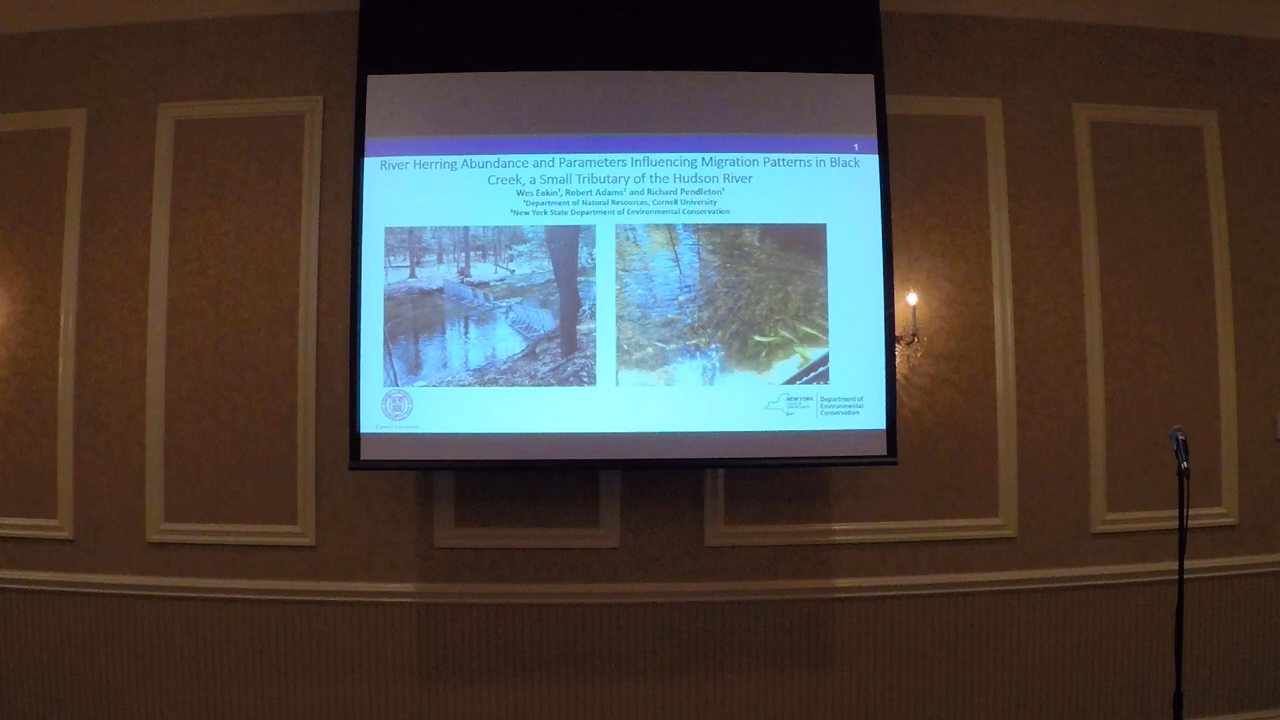 1
River Herring Abundance and Parameters Influencing Migration Patterns in Black
Creek, a Small Tributary of the Hudson River
Wes Eakin¹, Robert Adams² and Richard Pendleton¹
¹Department of Natural Resources, Cornell University
²New York State Department of Environmental Conservation
NEW YORK
Department of
Environmental
Conservation